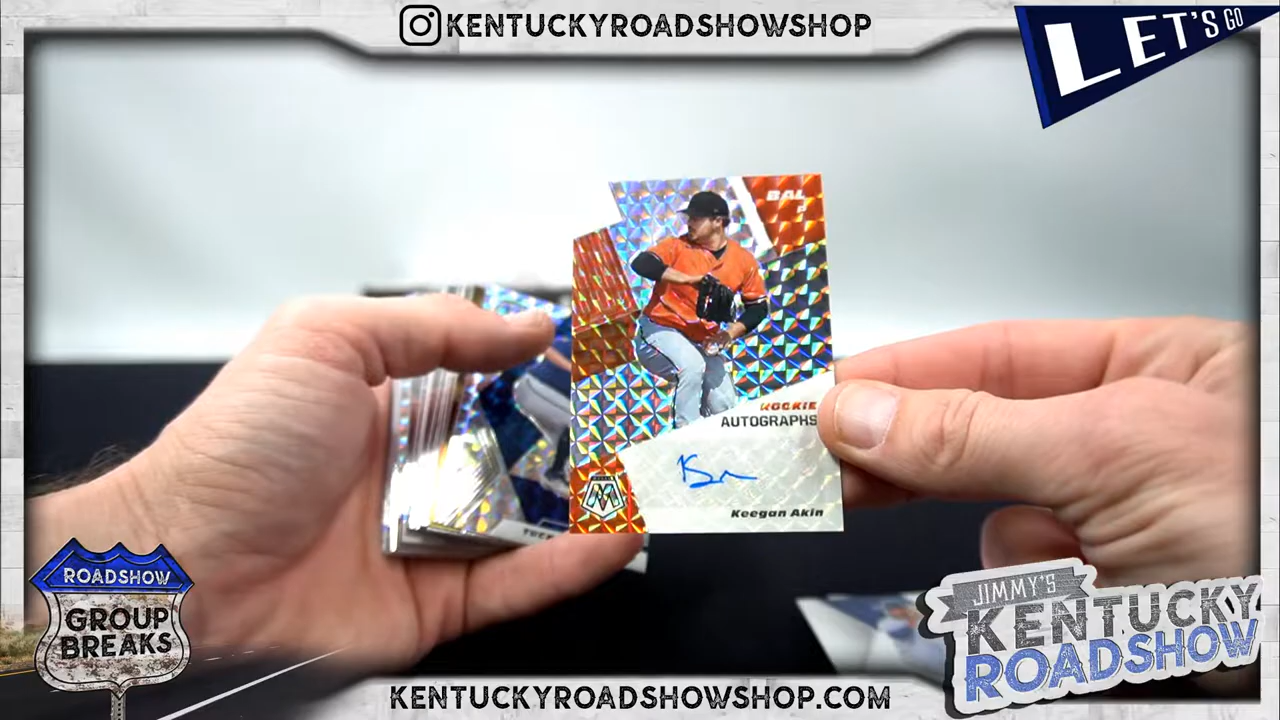 KENTUCKYROADSHOWSHOP
LET'S GO
BAL
P
ROOKIE
AUTOGRAPHS
Keegan Akin
ROADSHOW
GROUP
BREAKS
JIMMY'S
KENTUCKY
ROADSHOW
KENTUCKYROADSHOWSHOP.COM